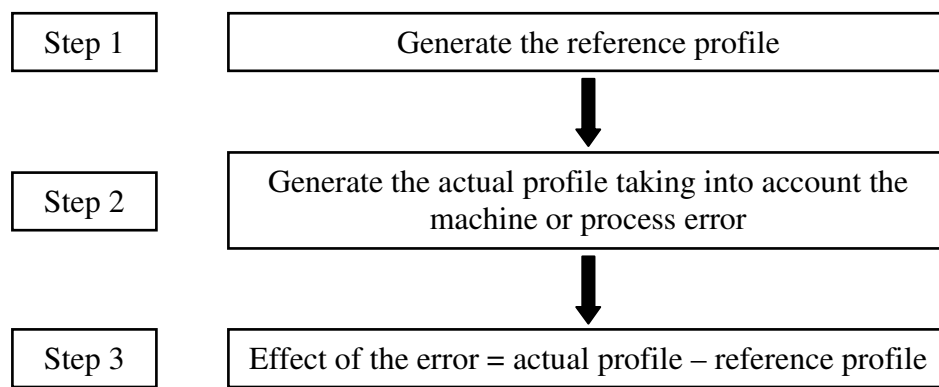 Step 1
Generate the reference profile
Step 2
Generate the actual profile taking into account the
machine or process error
Step 3
Effect of the error = actual profile – reference profile